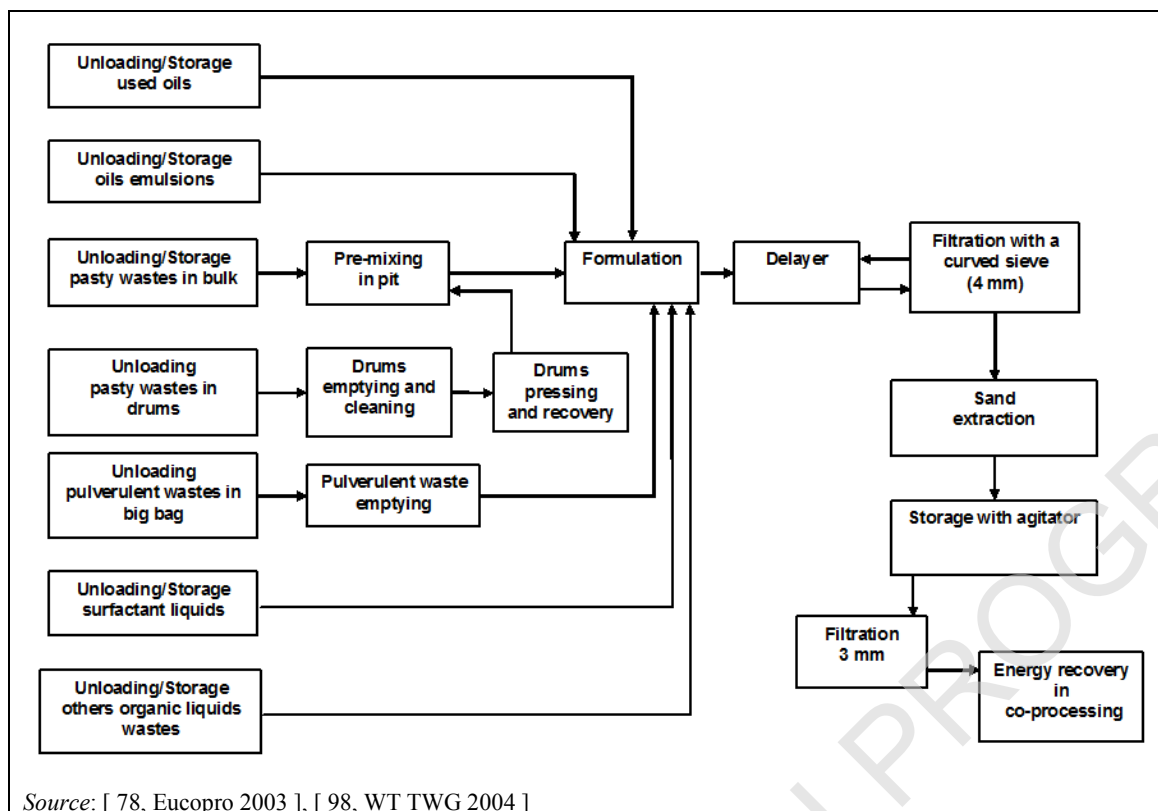 Unloading/Storage
used oils
Unloading/Storage
oils emulsions
Unloading/Storage
pasty wastes in bulk
Pre-mixing
in pit
Formulation
Delayer
Filtration with a
curved sieve
(4 mm)
Unloading
pasty wastes in
drums
Drums
emptying and
cleaning
Drums
pressing
and recovery
Sand
extraction
Unloading
pulverulent wastes in
big bag
Pulverulent waste
emptying
Storage with agitator
Unloading/Storage
surfactant liquids
Filtration
3 mm
Energy recovery
in
co-processing
Unloading/Storage
others organic liquids
wastes
Source: [ 78, Eucopro 2003 ], [ 98, WT TWG 2004 ]
N PROGR